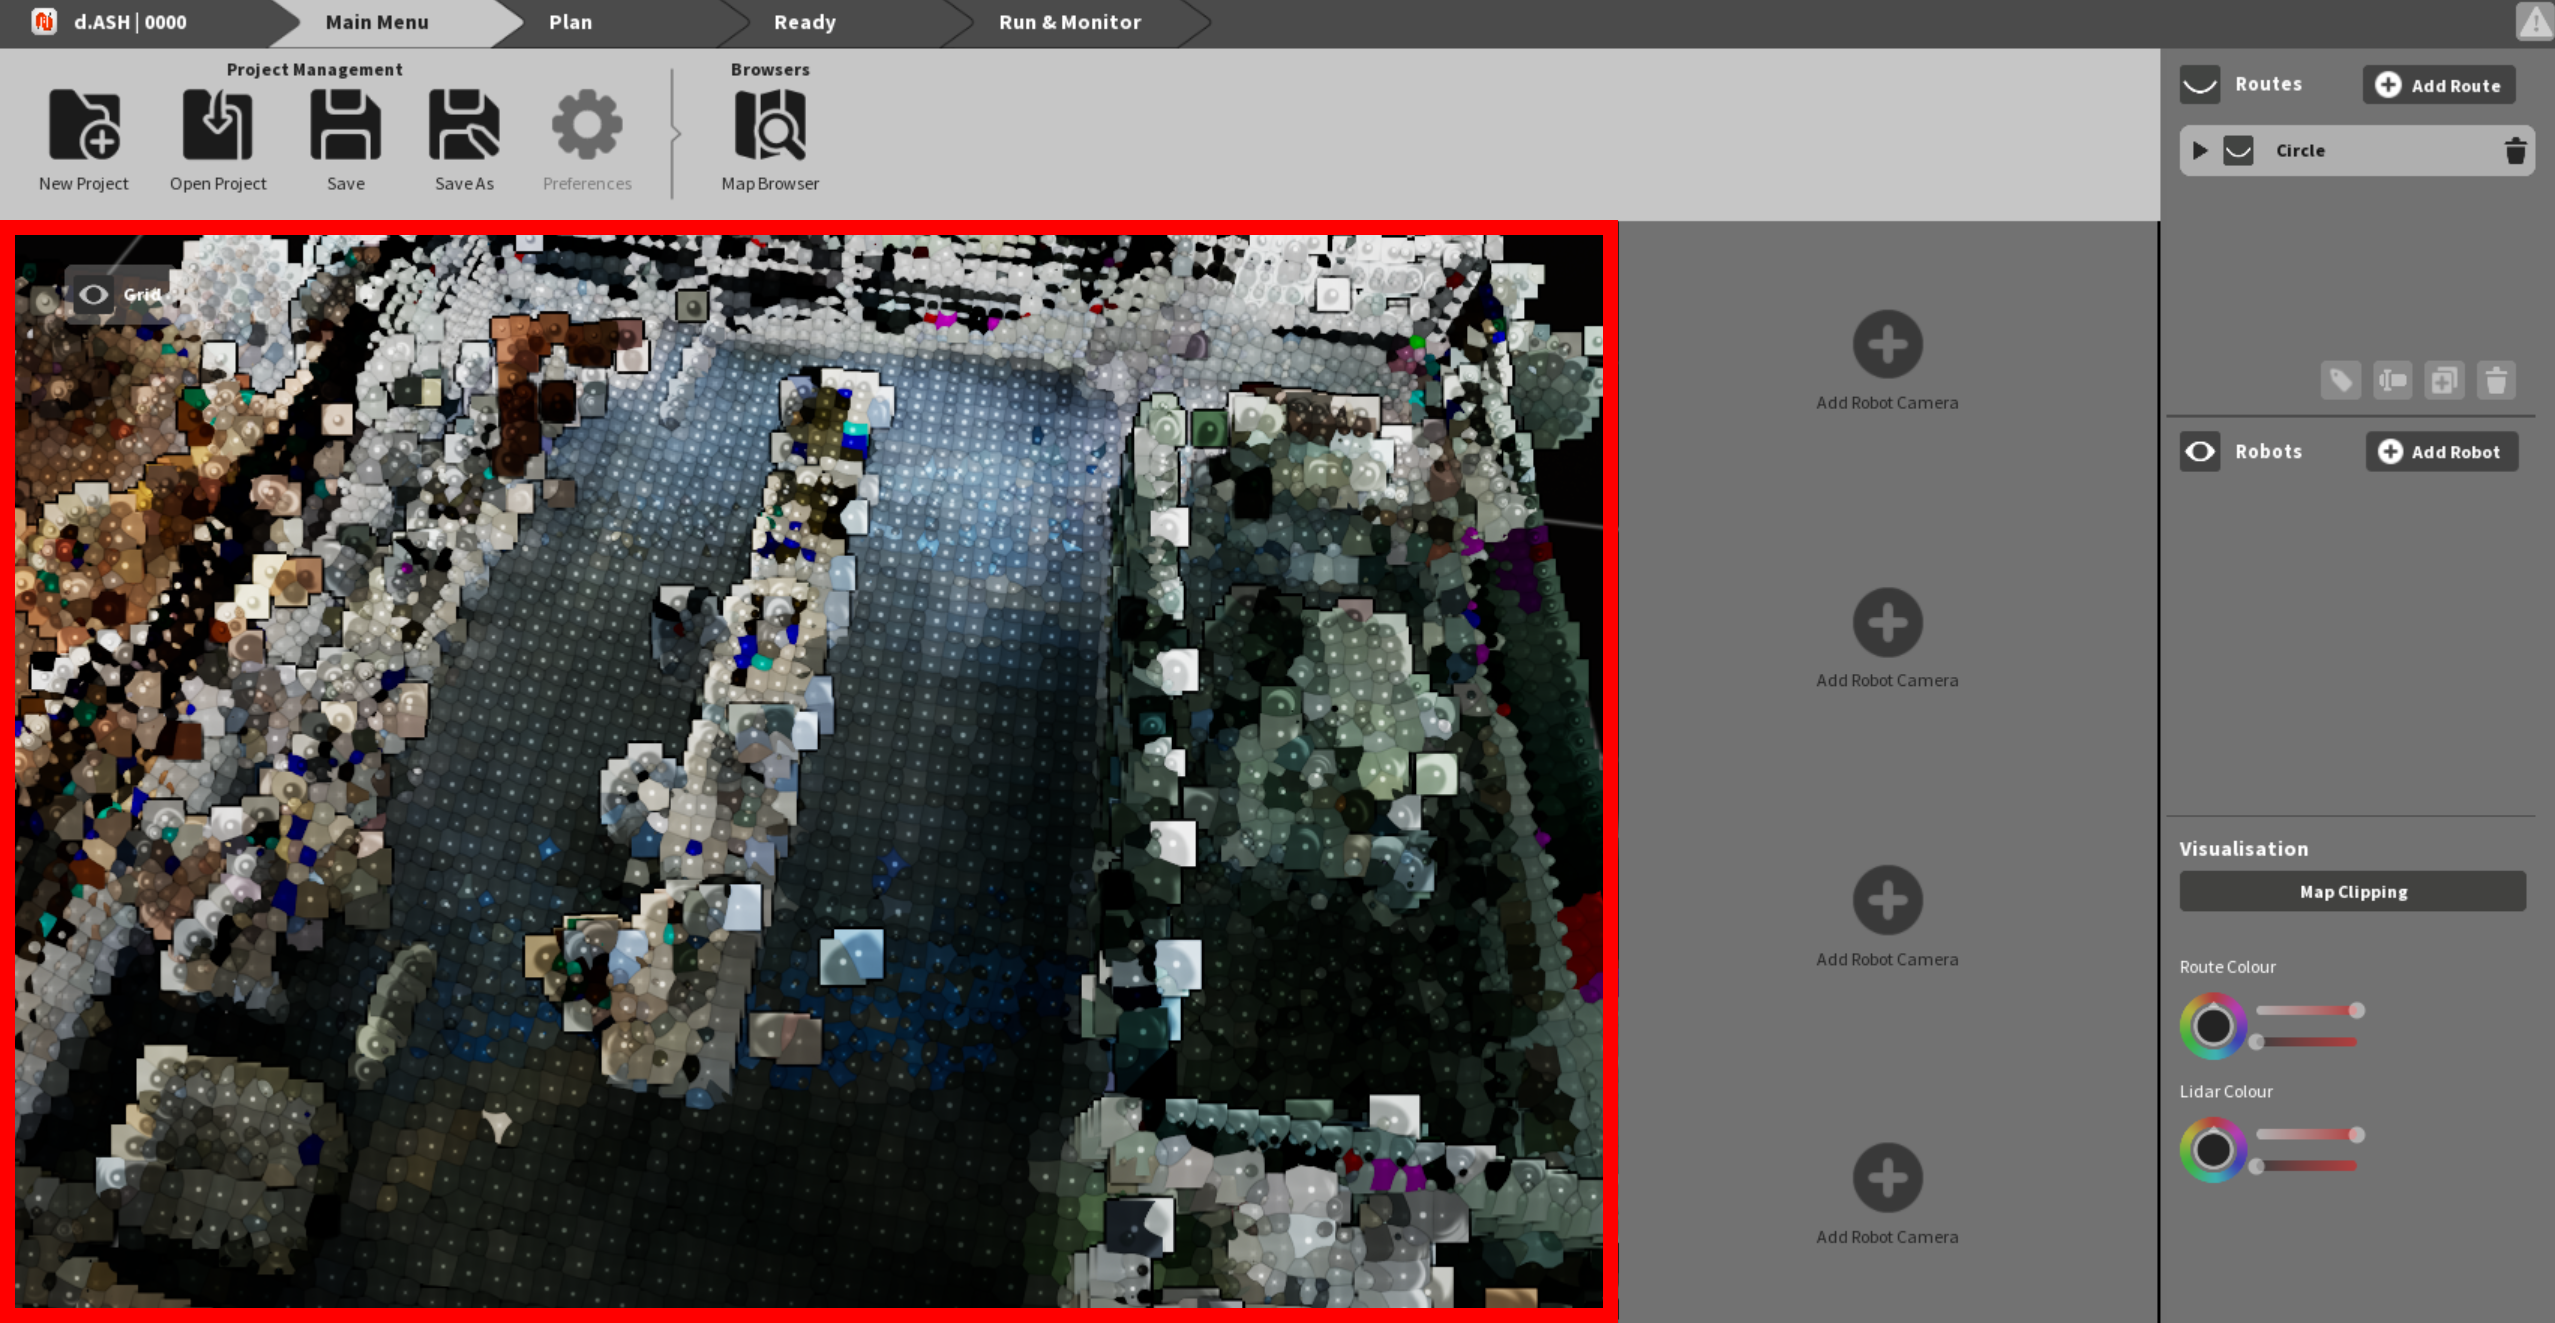 d.ASH | 0000
Main Menu
Plan
Ready
Run & Monitor
Project Management
Browsers
New Project
Open Project
Save
Save As
Preferences
Map Browser
Routes
Add Route
Circle
Grid
Add Robot Camera
Robots
Add Robot
Add Robot Camera
Visualisation
Map Clipping
Add Robot Camera
Route Colour
Lidar Colour
Add Robot Camera